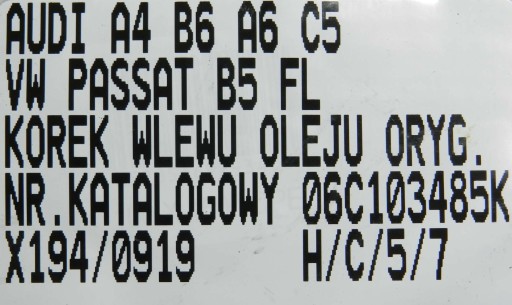 AUDI A4 B6 A6 C5
VW PASSAT B5 FL
KOREK WLEWU OLEJU ORYG.
NR.KATALOGOWY 06C103485K
X194/0919 H/C/5/7